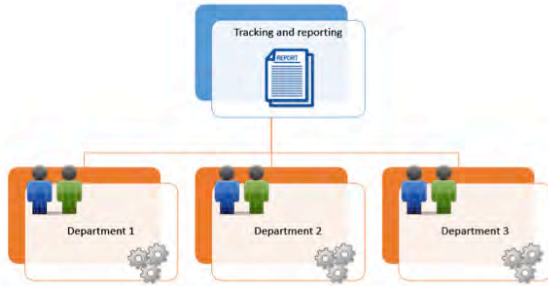 Tracking and reporting
REPORT
Department 1
Department 2
Department 3